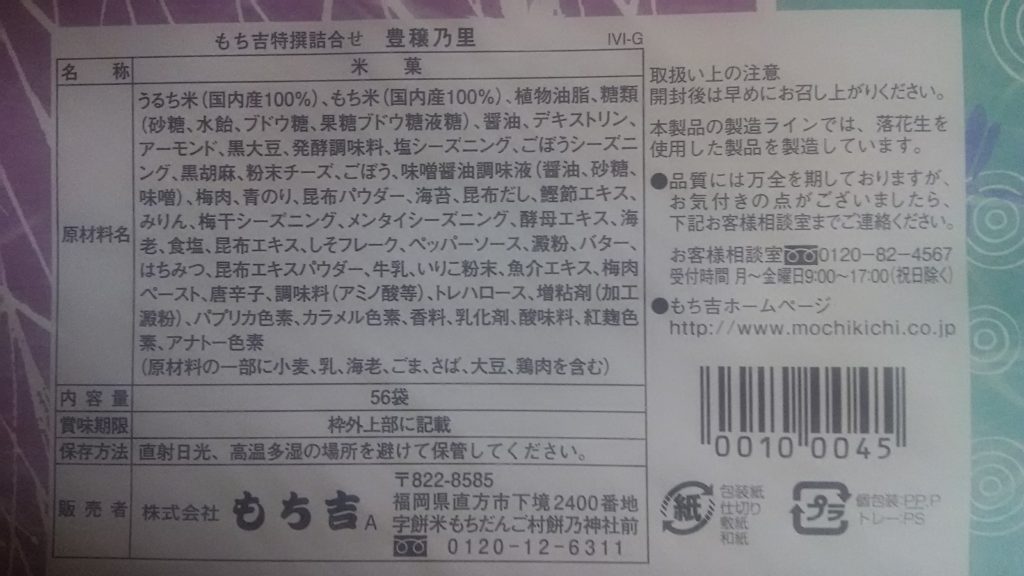 もち吉特撰詰合せ 豊穣乃里 IVI-G
名称 米菓
原材料名
うるち米(国内産100%)、もち米(国内産100%)、植物油脂、糖類
(砂糖、水飴、ブドウ糖、果糖ブドウ糖液糖)、醤油、デキストリン、
アーモンド、黒大豆、発酵調味料、塩シーズニング、ごぼうシーズニ
ング、黒胡麻、粉末チーズ、ごぼう、味噌醤油調味液(醤油、砂糖、
味噌)、梅肉、青のり、昆布パウダー、海苔、昆布だし、鰹節エキス、
みりん、梅干シーズニング、メンタイシーズニング、酵母エキス、海
老、食塩、昆布エキス、しそフレーク、ペッパーソース、澱粉、バター、
はちみつ、昆布エキスパウダー、牛乳、いりこ粉末、魚介エキス、梅肉
ペースト、唐辛子、調味料(アミノ酸等)、トレハロース、増粘剤(加工
澱粉)、パプリカ色素、カラメル色素、香料、乳化剤、酸味料、紅麹色
素、アナトー色素
(原材料の一部に小麦、乳、海老、ごま、さば、大豆、鶏肉を含む)
内容量 56袋
賞味期限 枠外上部に記載
保存方法 直射日光、高温多湿の場所を避けて保管してください。
販売者 株式会社 もち吉 A
〒822-8585
福岡県直方市下境2400番地
字餅米もちだんご村餅乃神社前
0120-12-6311
取扱い上の注意
開封後は早めにお召し上がりください。
本製品の製造ラインでは、落花生を
使用した製品を製造しています。
●品質には万全を期しておりますが、
お気付きの点がございましたら、
下記お客様相談室までご連絡ください。
お客様相談室 0120-82-4567
受付時間 月〜金曜日9:00〜17:00(祝日除く)
●もち吉ホームページ
http://www.mochikichi.co.jp
0010 0045
紙
包装紙
仕切り
敷紙
和紙
プラ
個包装:PP,P
トレー:PS